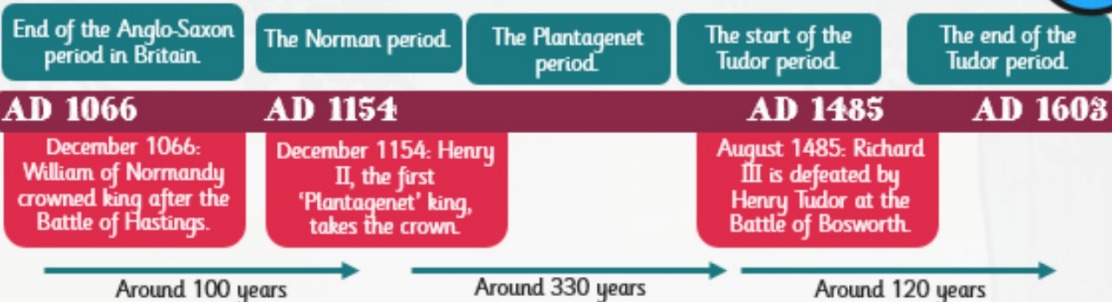 End of the Anglo-Saxon
period in Britain.
The Norman period.
The Plantagenet
period.
The start of the
Tudor period.
The end of the
Tudor period.
AD 1066
AD 1154
AD 1485
AD 1603
December 1066:
William of Normandy
crowned king after the
Battle of Hastings.
December 1154: Henry
II, the first
‘Plantagenet’ king,
takes the crown.
August 1485: Richard
III is defeated by
Henry Tudor at the
Battle of Bosworth.
Around 100 years
Around 330 years
Around 120 years